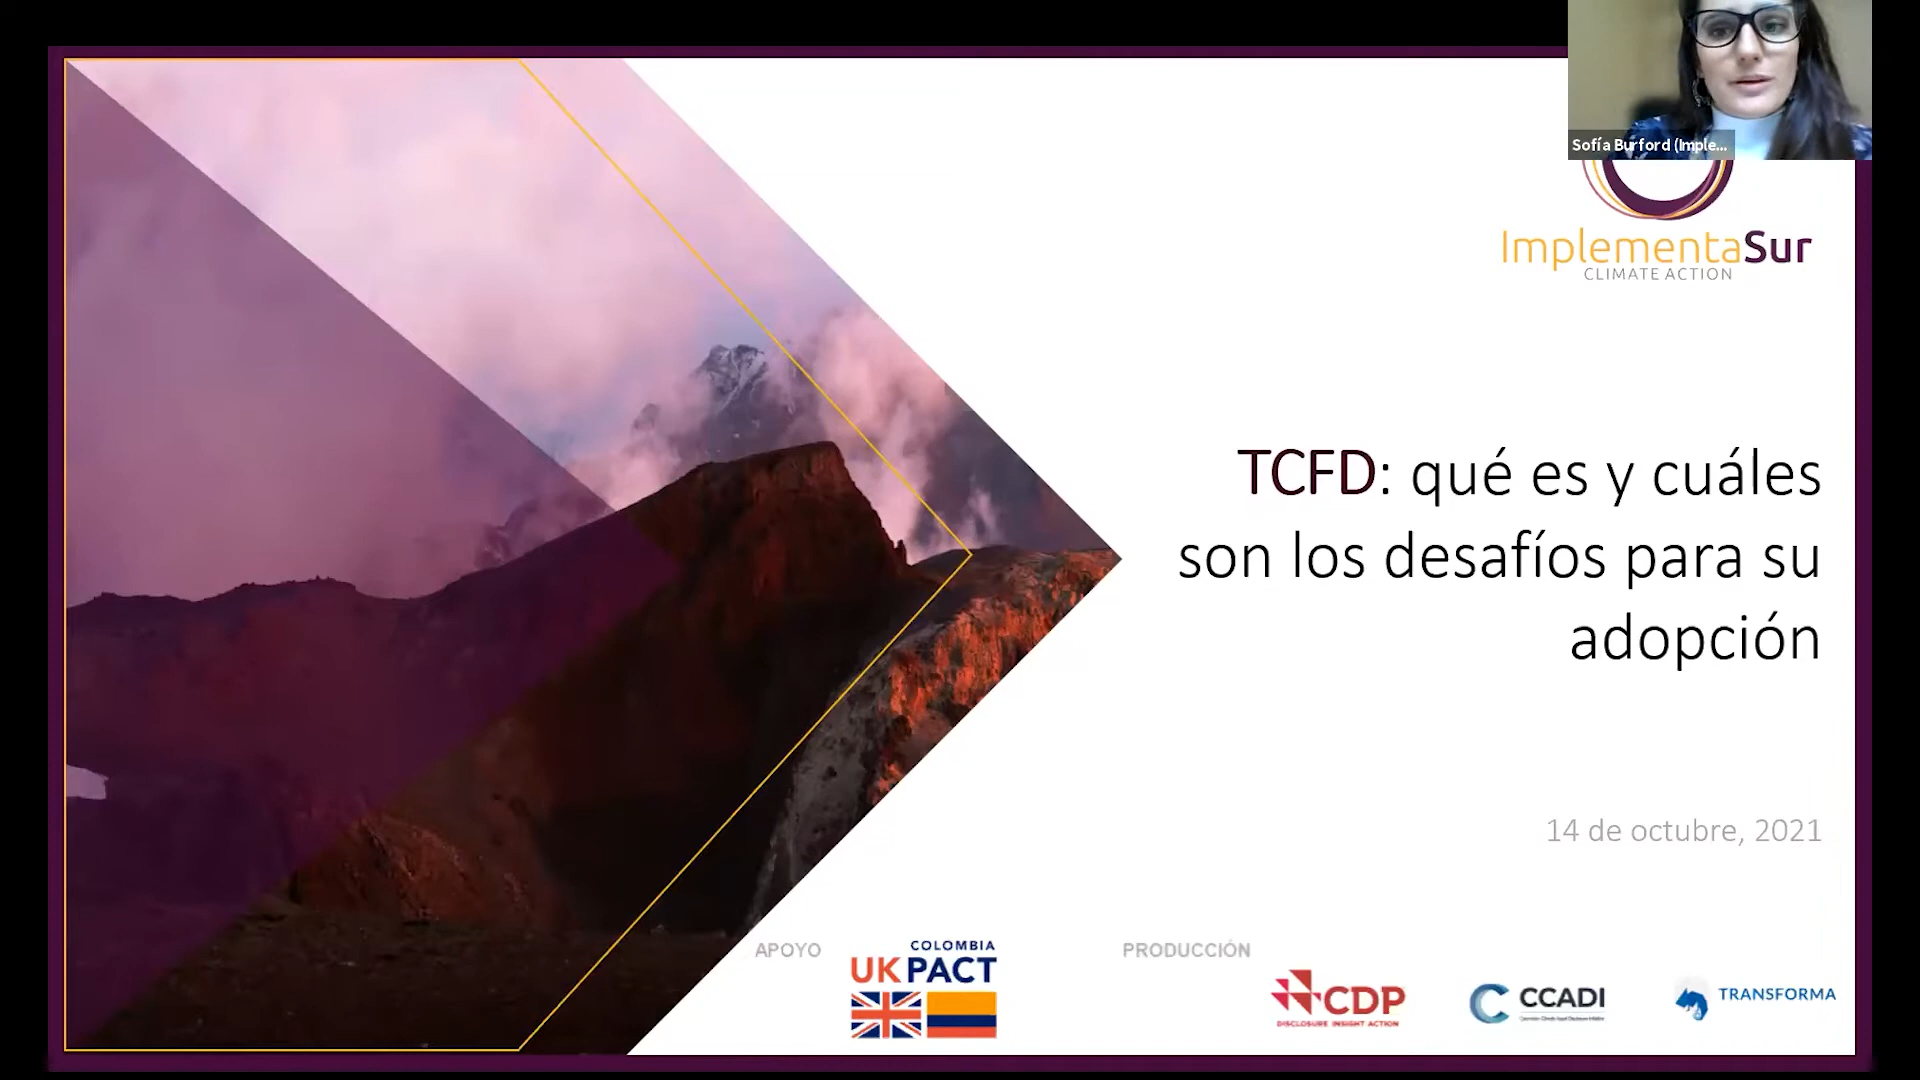 Sofía Burford (Imple...
ImplementaSur
CLIMATE ACTION
TCFD: qué es y cuáles
son los desafíos para su
adopción
14 de octubre, 2021
APOYO
COLOMBIA
UK PACT
PRODUCCIÓN
CDP
DISCLOSURE INSIGHT ACTION
CCADI
TRANSFORMA